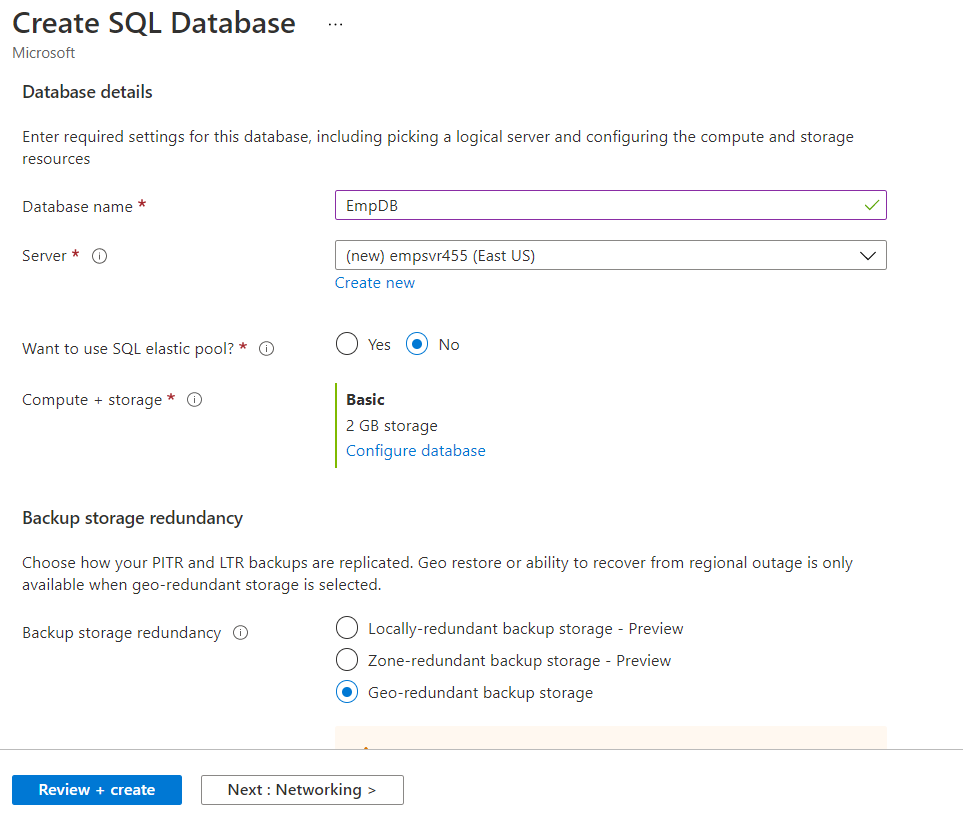 Create SQL Database ...
Microsoft
Database details
Enter required settings for this database, including picking a logical server and configuring the compute and storage
resources
Database name *
EmpDB
Server *
(new) empsvr455 (East US)
Create new
Want to use SQL elastic pool? *
Yes No
Compute + storage *
Basic
2 GB storage
Configure database
Backup storage redundancy
Choose how your PITR and LTR backups are replicated. Geo restore or ability to recover from regional outage is only
available when geo-redundant storage is selected.
Backup storage redundancy
Locally-redundant backup storage - Preview
Zone-redundant backup storage - Preview
Geo-redundant backup storage
Review + create
Next : Networking >